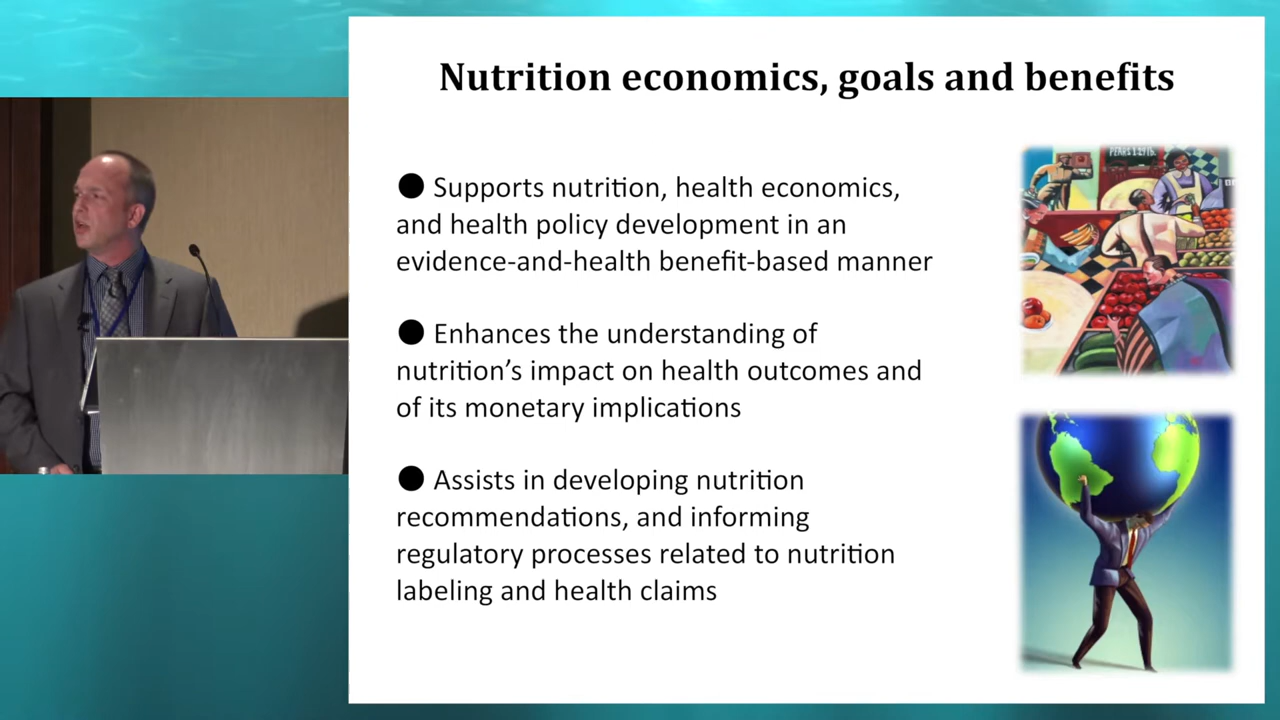 Nutrition economics, goals and benefits
● Supports nutrition, health economics,
and health policy development in an
evidence-and-health benefit-based manner
● Enhances the understanding of
nutrition’s impact on health outcomes and
of its monetary implications
● Assists in developing nutrition
recommendations, and informing
regulatory processes related to nutrition
labeling and health claims